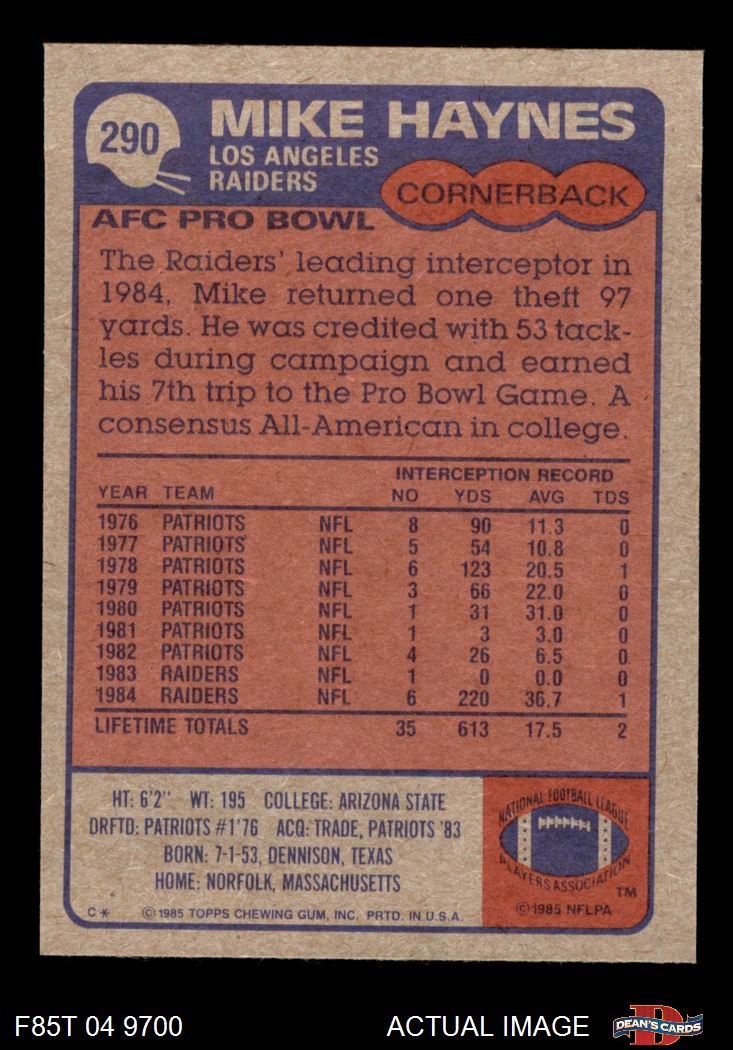 290
MIKE HAYNES
LOS ANGELES
RAIDERS
CORNERBACK
AFC PRO BOWL
The Raiders' leading interceptor in
1984, Mike returned one theft 97
yards. He was credited with 53 tack-
les during campaign and earned
his 7th trip to the Pro Bowl Game. A
consensus All-American in college.
INTERCEPTION RECORD
YEAR TEAM NO YDS AVG TDS
1976 PATRIOTS NFL 8 90 11.3 0
1977 PATRIOTS NFL 5 54 10.8 0
1978 PATRIOTS NFL 6 123 20.5 1
1979 PATRIOTS NFL 3 66 22.0 0
1980 PATRIOTS NFL 1 31 31.0 0
1981 PATRIOTS NFL 1 3 3.0 0
1982 PATRIOTS NFL 4 26 6.5 0
1983 RAIDERS NFL 1 0 0.0 0
1984 RAIDERS NFL 6 220 36.7 1
LIFETIME TOTALS 35 613 17.5 2
HT: 6'2" WT: 195 COLLEGE: ARIZONA STATE
DRFTD: PATRIOTS #1'76 ACQ: TRADE, PATRIOTS '83
BORN: 7-1-53, DENNISON, TEXAS
HOME: NORFOLK, MASSACHUSETTS
C* ©1985 TOPPS CHEWING GUM, INC. PRTD. IN U.S.A.
NATIONAL FOOTBALL LEAGUE
PLAYERS ASSOCIATION
TM
©1985 NFLPA
F85T 04 9700
ACTUAL IMAGE
D
DEAN'S CARDS